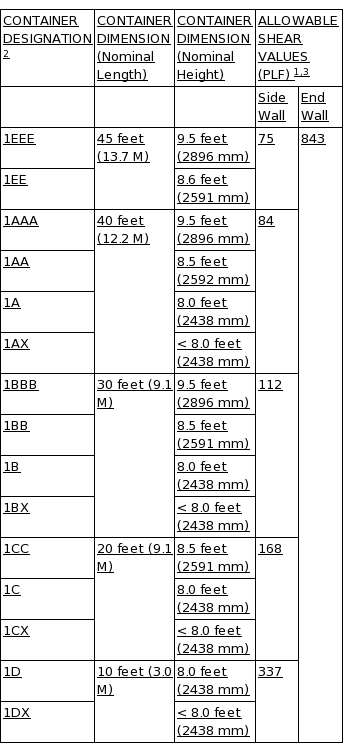 CONTAINER DESIGNATION 2
CONTAINER DIMENSION (Nominal Length)
CONTAINER DIMENSION (Nominal Height)
ALLOWABLE SHEAR VALUES (PLF) 1,3
Side Wall
End Wall
1EEE
45 feet (13.7 M)
9.5 feet (2896 mm)
75
843
1EE
8.6 feet (2591 mm)
1AAA
40 feet (12.2 M)
9.5 feet (2896 mm)
84
1AA
8.5 feet (2592 mm)
1A
8.0 feet (2438 mm)
1AX
< 8.0 feet (2438 mm)
1BBB
30 feet (9.1 M)
9.5 feet (2896 mm)
112
1BB
8.5 feet (2591 mm)
1B
8.0 feet (2438 mm)
1BX
< 8.0 feet (2438 mm)
1CC
20 feet (9.1 M)
8.5 feet (2591 mm)
168
1C
8.0 feet (2438 mm)
1CX
< 8.0 feet (2438 mm)
1D
10 feet (3.0 M)
8.0 feet (2438 mm)
337
1DX
< 8.0 feet (2438 mm)